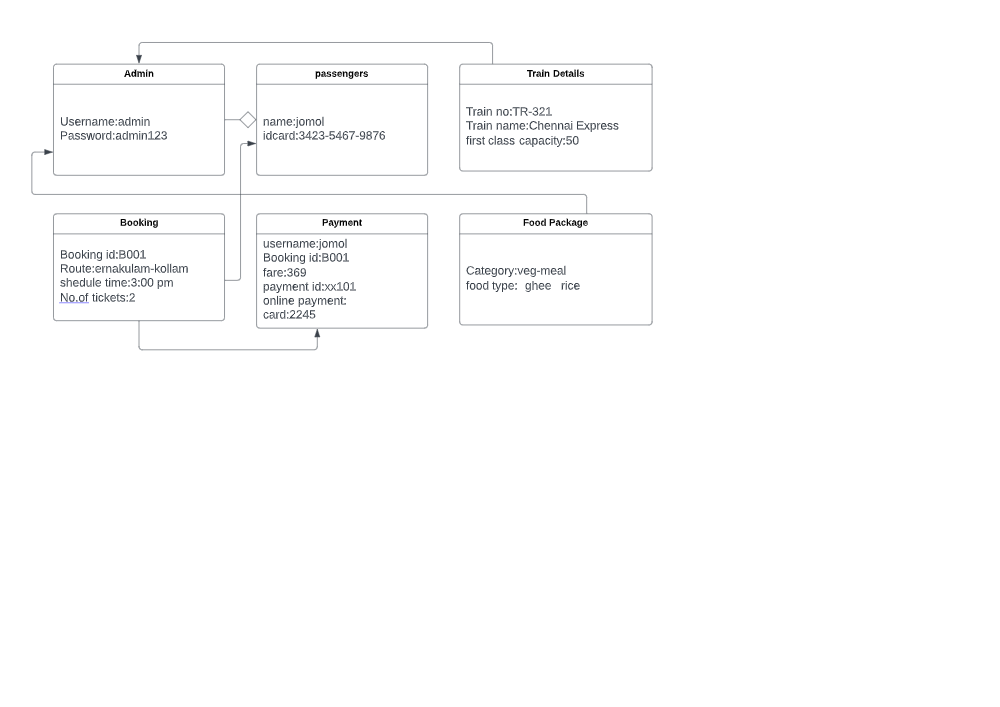 Admin
Username:admin
Password:admin123
passengers
name:jomol
idcard:3423-5467-9876
Train Details
Train no:TR-321
Train name:Chennai Express
first class capacity:50
Booking
Booking id:B001
Route:ernakulam-kollam
shedule time:3:00 pm
No.of tickets:2
Payment
username:jomol
Booking id:B001
fare:369
payment id:xx101
online payment:
card:2245
Food Package
Category:veg-meal
food type:  ghee   rice